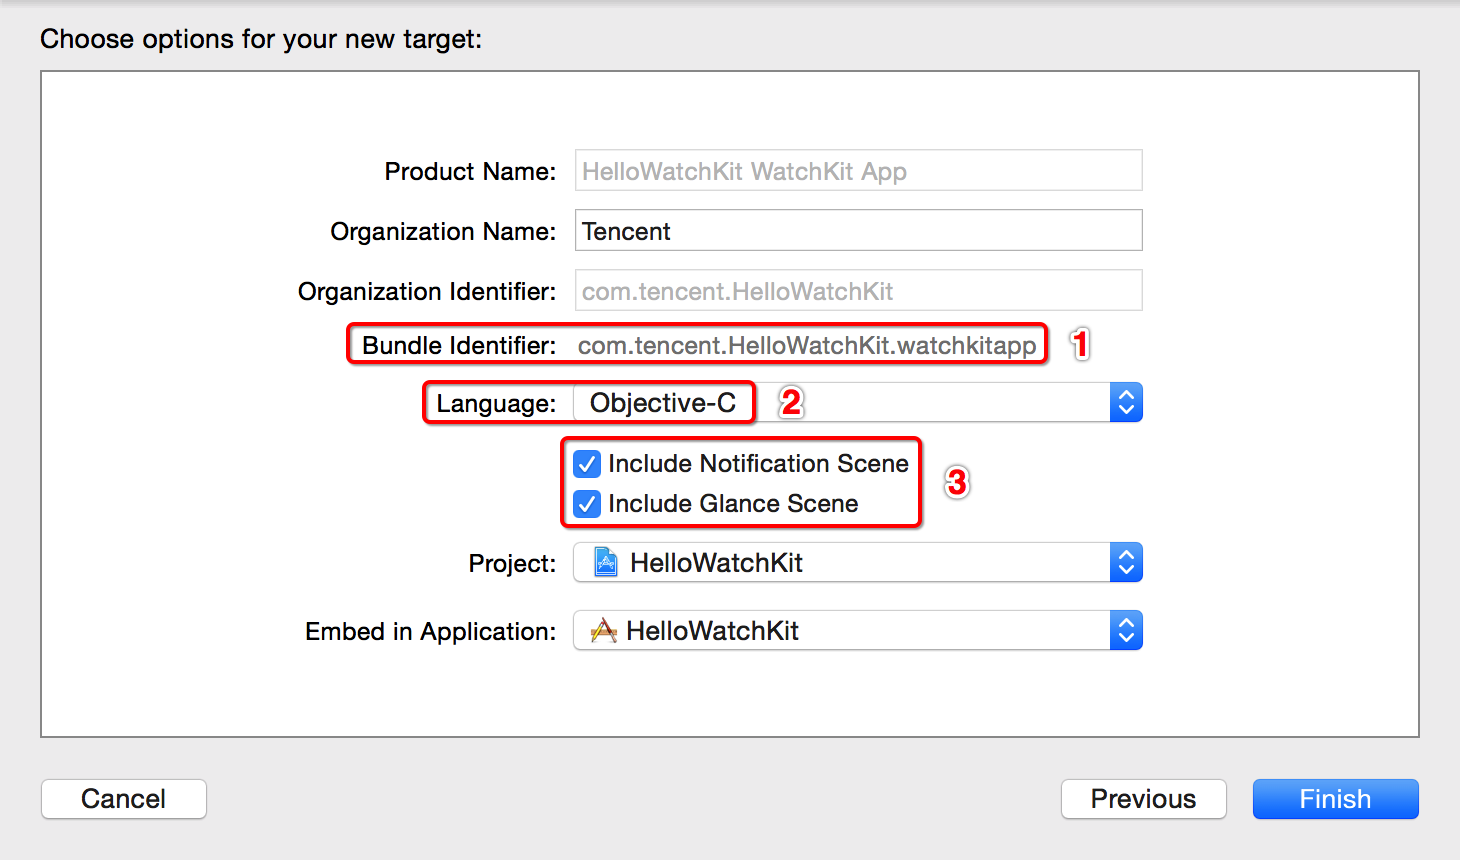 Choose options for your new target:
Product Name: HelloWatchKit WatchKit App
Organization Name: Tencent
Organization Identifier: com.tencent.HelloWatchKit
Bundle Identifier: com.tencent.HelloWatchKit.watchkitapp 1
Language: Objective-C 2
Include Notification Scene
3
Include Glance Scene
Project: HelloWatchKit
Embed in Application: HelloWatchKit
Cancel Previous Finish